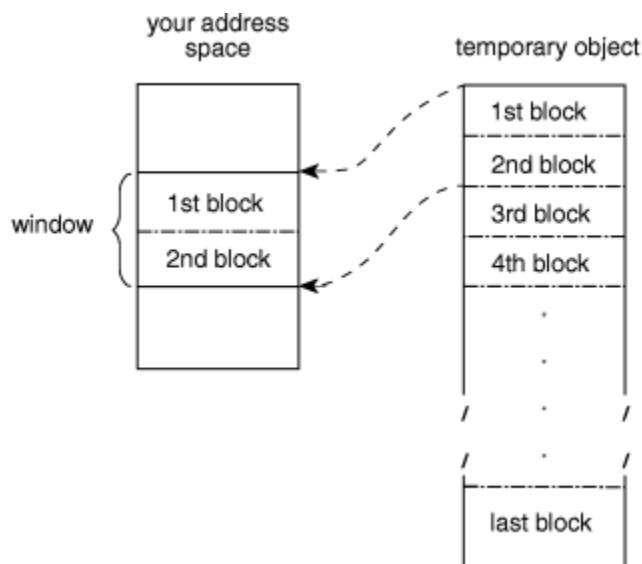 your address
space
window
1st block
2nd block
temporary object
1st block
2nd block
3rd block
4th block
last block